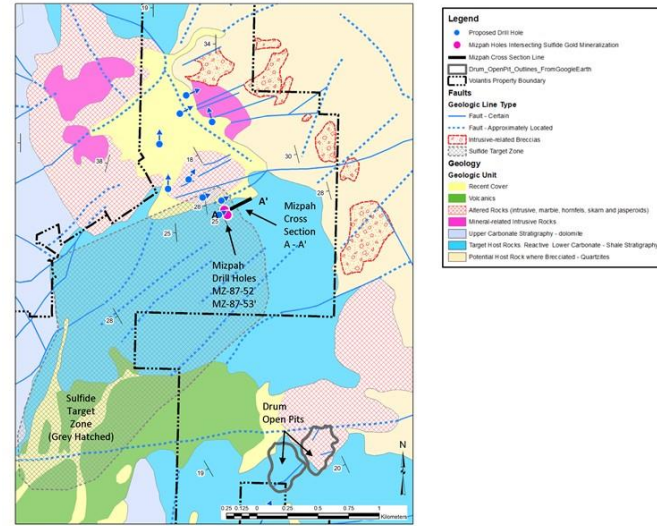 19
34
38
18
30
28
28
25
A'
A
25
Mizpah
Cross
Section
A - A'
Mizpah
Drill Holes
MZ-87-52'
MZ-87-53'
25
28
Sulfide
Target
Zone
(Grey Hatched)
Drum
Open Pits
19
20
N
0.25 0.125 0 0.25 0.5 1
Kilometers
Legend
Proposed Drill Hole
Mizpah Holes Intersecting Sulfide Gold Mineralization
Mizpah Cross Section Line
Drum_OpenPit_Outlines_FromGoogleEarth
Volantis Property Boundary
Faults
Geologic Line Type
Fault - Certain
Fault - Approximately Located
Intrusive-related Breccias
Sulfide Target Zone
Geology
Geologic Unit
Recent Cover
Volcanics
Altered Rocks (intrusive, marble, hornfels, skarn and jasperoids)
Mineral-related Intrusive Rocks
Upper Carbonate Stratigraphy - dolomite
Target Host Rocks. Reactive Lower Carbonate - Shale Stratigraphy
Potential Host Rock where Brecciated - Quartzites